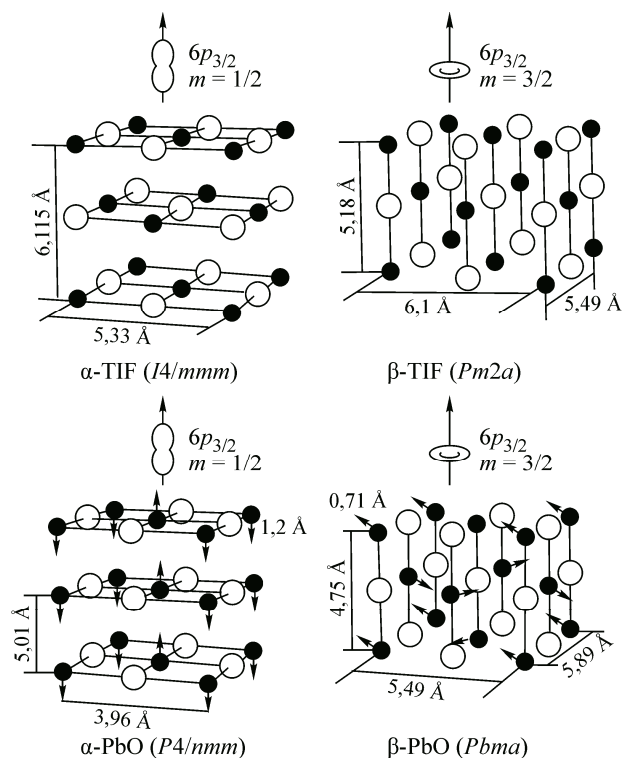 6p3/2
m = 1/2
6,115 Å
5,33 Å
α-TIF (I4/mmm)
6p3/2
m = 3/2
5,18 Å
6,1 Å
5,49 Å
β-TIF (Pm2a)
6p3/2
m = 1/2
1,2 Å
5,01 Å
3,96 Å
α-PbO (P4/nmm)
6p3/2
m = 3/2
0,71 Å
4,75 Å
5,49 Å
5,89 Å
β-PbO (Pbma)